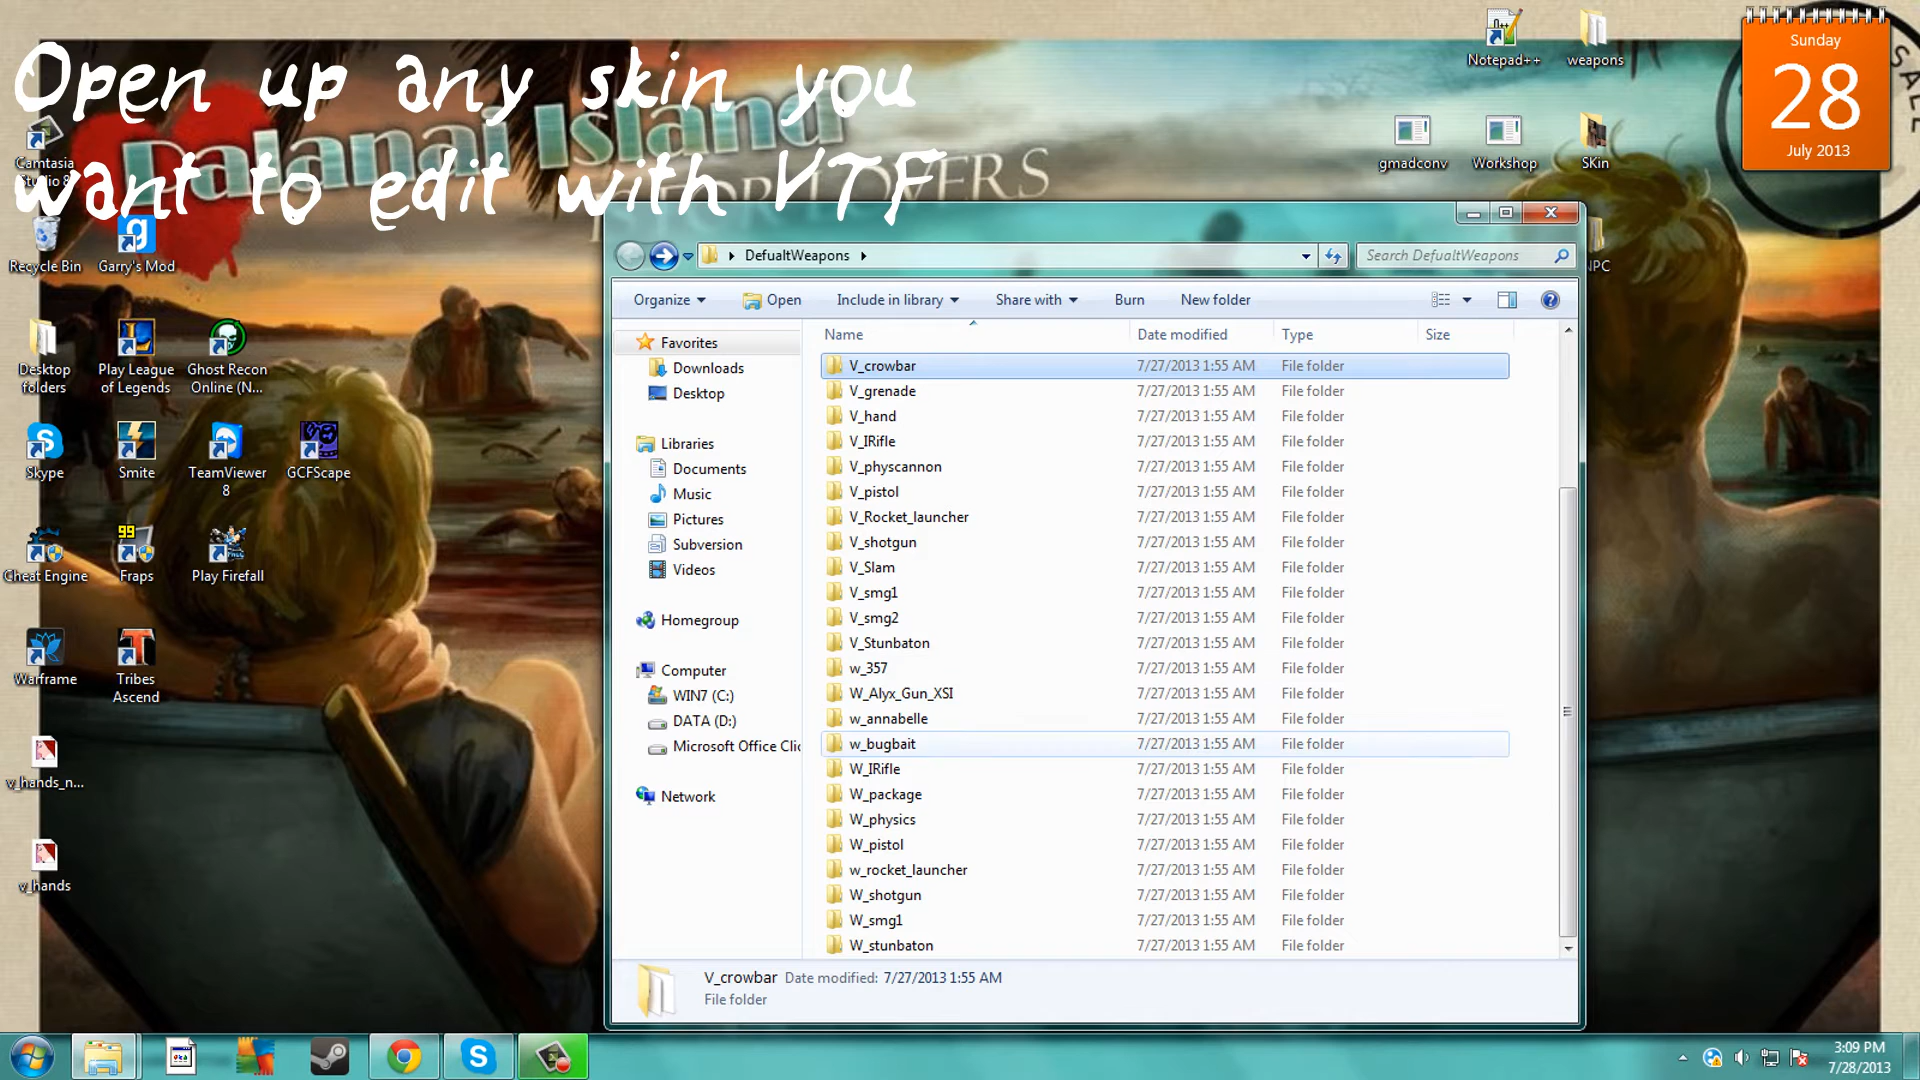 Open up any skin you
want to edit with VTF
Palanai Island
FOR LOVERS
SALE
Sunday
28
July 2013
Notepad++
weapons
gmadconv
Workshop
SKin
NPC
Camtasia
Studio 8
Recycle Bin
Garry's Mod
Desktop
folders
Play League
of Legends
Ghost Recon
Online (N...
Skype
Smite
TeamViewer
8
GCFScape
Cheat Engine
99
Fraps
Play Firefall
Warframe
Tribes
Ascend
v_hands_n...
v_hands
DefualtWeapons
Search DefualtWeapons
Organize
Open
Include in library
Share with
Burn
New folder
Favorites
Downloads
Desktop
Libraries
Documents
Music
Pictures
Subversion
Videos
Homegroup
Computer
WIN7 (C:)
DATA (D:)
Microsoft Office Clic
Network
Name Date modified Type Size
V_crowbar 7/27/2013 1:55 AM File folder
V_grenade 7/27/2013 1:55 AM File folder
V_hand 7/27/2013 1:55 AM File folder
V_IRifle 7/27/2013 1:55 AM File folder
V_physcannon 7/27/2013 1:55 AM File folder
V_pistol 7/27/2013 1:55 AM File folder
V_Rocket_launcher 7/27/2013 1:55 AM File folder
V_shotgun 7/27/2013 1:55 AM File folder
V_Slam 7/27/2013 1:55 AM File folder
V_smg1 7/27/2013 1:55 AM File folder
V_smg2 7/27/2013 1:55 AM File folder
V_Stunbaton 7/27/2013 1:55 AM File folder
w_357 7/27/2013 1:55 AM File folder
W_Alyx_Gun_XSI 7/27/2013 1:55 AM File folder
w_annabelle 7/27/2013 1:55 AM File folder
w_bugbait 7/27/2013 1:55 AM File folder
W_IRifle 7/27/2013 1:55 AM File folder
W_package 7/27/2013 1:55 AM File folder
W_physics 7/27/2013 1:55 AM File folder
W_pistol 7/27/2013 1:55 AM File folder
w_rocket_launcher 7/27/2013 1:55 AM File folder
W_shotgun 7/27/2013 1:55 AM File folder
W_smg1 7/27/2013 1:55 AM File folder
W_stunbaton 7/27/2013 1:55 AM File folder
V_crowbar Date modified: 7/27/2013 1:55 AM
File folder
3:09 PM
7/28/2013